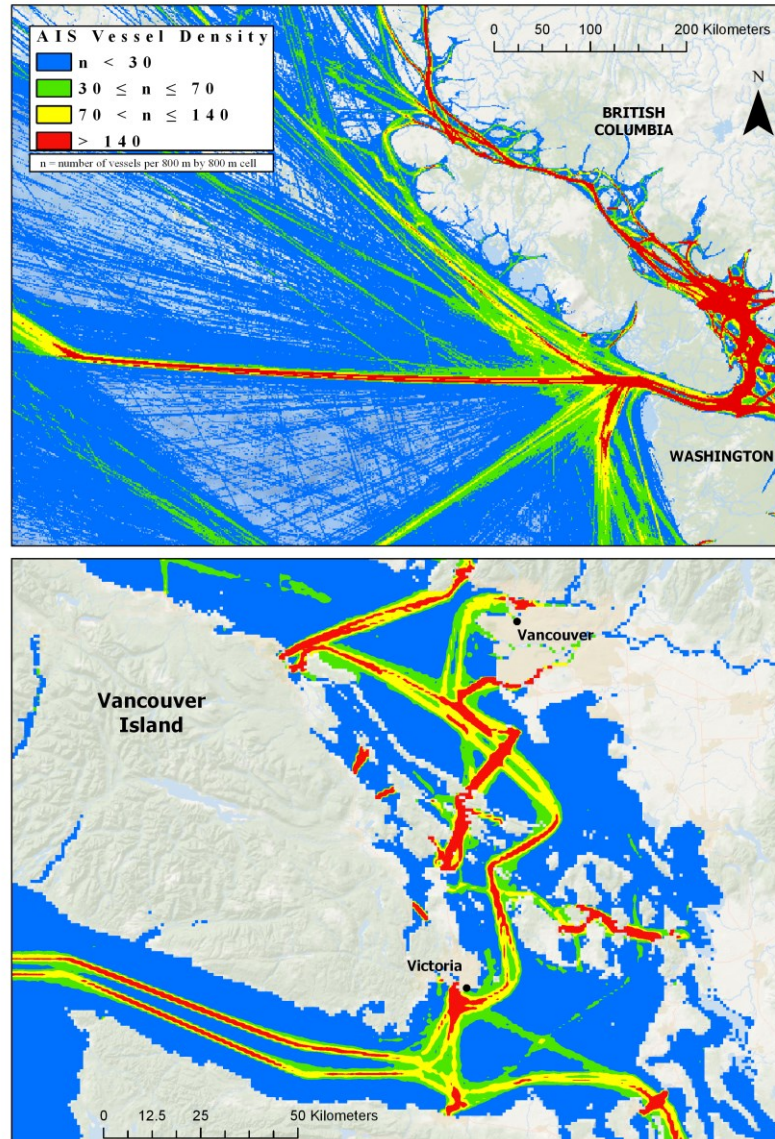 AIS Vessel Density
n < 30
30 ≤ n ≤ 70
70 < n ≤ 140
> 140
n = number of vessels per 800 m by 800 m cell
0 50 100 200 Kilometers
N
BRITISH
COLUMBIA
WASHINGTON
Vancouver
Vancouver
Island
Victoria
0 12.5 25 50 Kilometers